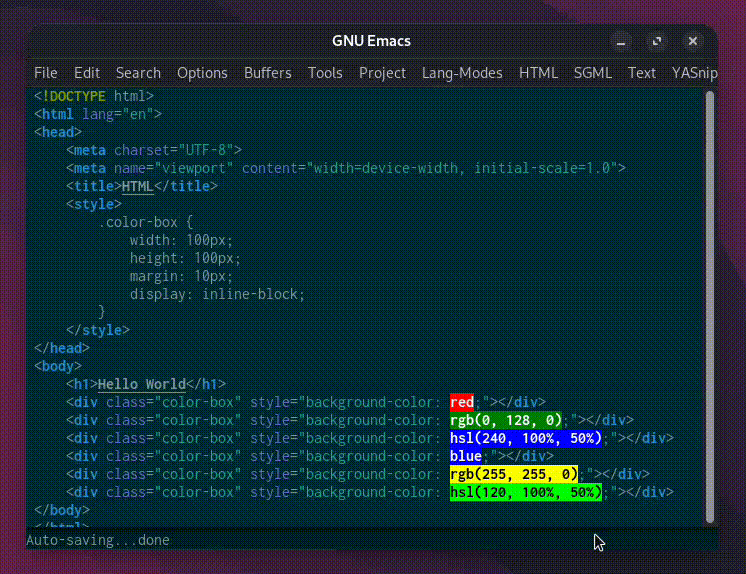 GNU Emacs
File Edit Search Options Buffers Tools Project Lang-Modes HTML SGML Text YASnip
<!DOCTYPE html>
<html lang="en">
<head>
    <meta charset="UTF-8">
    <meta name="viewport" content="width=device-width, initial-scale=1.0">
    <title>HTML</title>
    <style>
        .color-box {
            width: 100px;
            height: 100px;
            margin: 10px;
            display: inline-block;
        }
    </style>
</head>
<body>
    <h1>Hello World</h1>
    <div class="color-box" style="background-color: red;"></div>
    <div class="color-box" style="background-color: rgb(0, 128, 0);"></div>
    <div class="color-box" style="background-color: hsl(240, 100%, 50%);"></div>
    <div class="color-box" style="background-color: blue;"></div>
    <div class="color-box" style="background-color: rgb(255, 255, 0);"></div>
    <div class="color-box" style="background-color: hsl(120, 100%, 50%);"></div>
</body>
</html>
Auto-saving...done